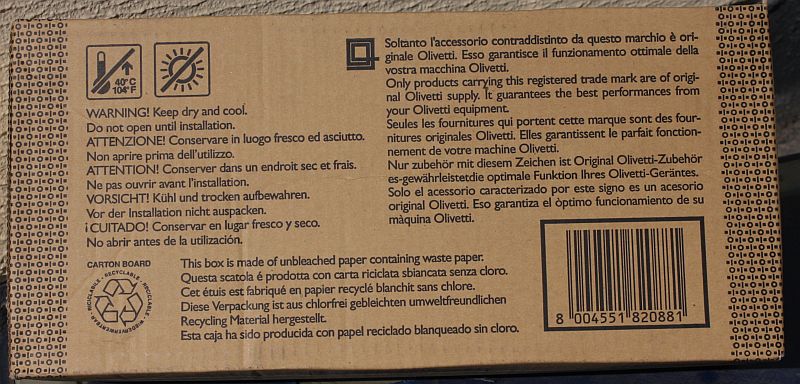 40°C
104°F
WARNING! Keep dry and cool.
Do not open until installation.
ATTENZIONE! Conservare in luogo fresco ed asciutto.
Non aprire prima dell'utilizzo.
ATTENTION! Conserver dans un endroit sec et frais.
Ne pas ouvrir avant l'installation.
VORSICHT! Kühl und trocken aufbewahren.
Vor der Installation nicht auspacken.
¡ CUITADO! Conservar en lugar fresco y seco.
No abrir antes de la utilización.
Soltanto l'accessorio contraddistinto da questo marchio è ori-
ginale Olivetti. Esso garantisce il funzionamento ottimale della
vostra macchina Olivetti.
Only products carrying this registered trade mark are of origi-
nal Olivetti supply. It guarantees the best performances from
your Olivetti equipment.
Seules les fournitures qui portent cette marque sont des four-
nitures originales Olivetti. Elles garantissent le parfait fonction-
nement de votre machine Olivetti.
Nur zubehör mit diesem Zeichen ist Original Olivetti-Zubehör
es-gewährleistetdie optimale Funktion Ihres Olivetti-Geräntes.
Solo el acessorio caracterizado por este signo es un acesorio
original Olivetti. Eso garantiza el òptimo funcionamiento de su
màquina Olivetti.
CARTON BOARD
RECYCLABLE · RICICLABILE · WIEDERVERWERTBAR · RECYCLABLE
This box is made of unbleached paper containing waste paper.
Questa scatola é prodotta con carta riciclata sbiancata senza cloro.
Cet étuis est fabriqué en papier recyclé blanchit sans chlore.
Diese Verpackung ist aus chlorfrei gebleichten umweltfreundlichen
Recycling Material hergestellt.
Esta caja ha sido producida con papel reciclado blanqueado sin cloro.
8 004551 820881